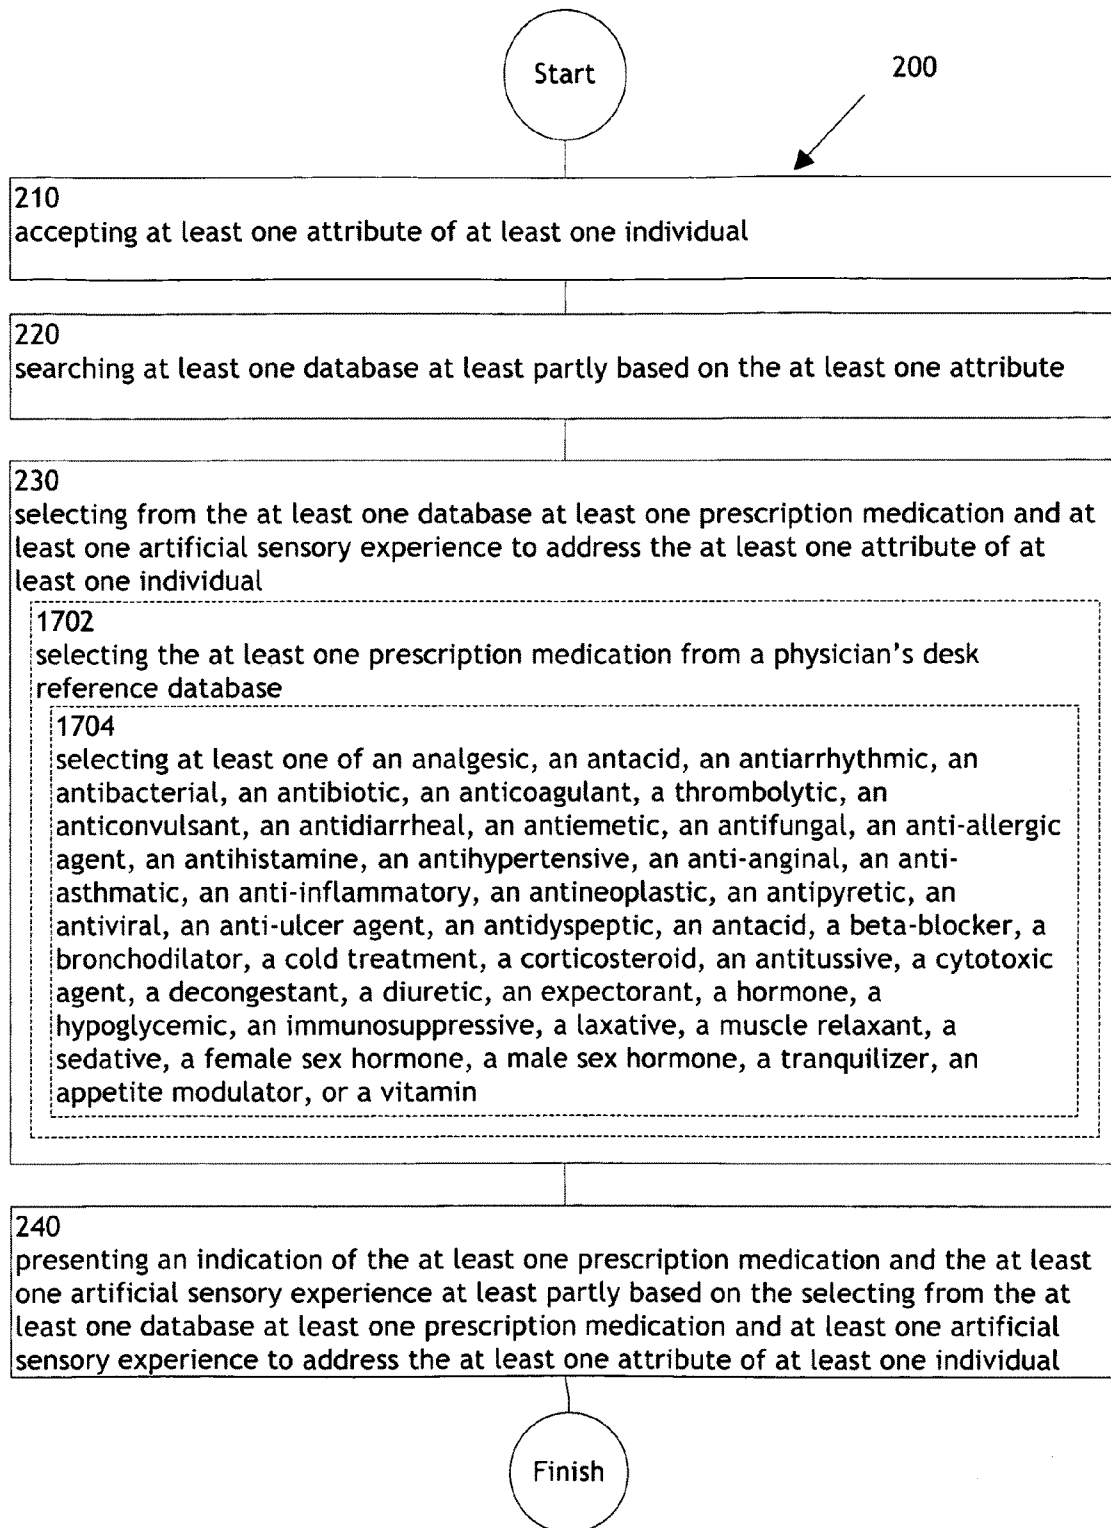 Start
200
210
accepting at least one attribute of at least one individual
220
searching at least one database at least partly based on the at least one attribute
230
selecting from the at least one database at least one prescription medication and at
least one artificial sensory experience to address the at least one attribute of at
least one individual
1702
selecting the at least one prescription medication from a physician's desk
reference database
1704
selecting at least one of an analgesic, an antacid, an antiarrhythmic, an
antibacterial, an antibiotic, an anticoagulant, a thrombolytic, an
anticonvulsant, an antidiarrheal, an antiemetic, an antifungal, an anti-allergic
agent, an antihistamine, an antihypertensive, an anti-anginal, an anti-
asthmatic, an anti-inflammatory, an antineoplastic, an antipyretic, an
antiviral, an anti-ulcer agent, an antidyspeptic, an antacid, a beta-blocker, a
bronchodilator, a cold treatment, a corticosteroid, an antitussive, a cytotoxic
agent, a decongestant, a diuretic, an expectorant, a hormone, a
hypoglycemic, an immunosuppressive, a laxative, a muscle relaxant, a
sedative, a female sex hormone, a male sex hormone, a tranquilizer, an
appetite modulator, or a vitamin
240
presenting an indication of the at least one prescription medication and the at least
one artificial sensory experience at least partly based on the selecting from the at
least one database at least one prescription medication and at least one artificial
sensory experience to address the at least one attribute of at least one individual
Finish